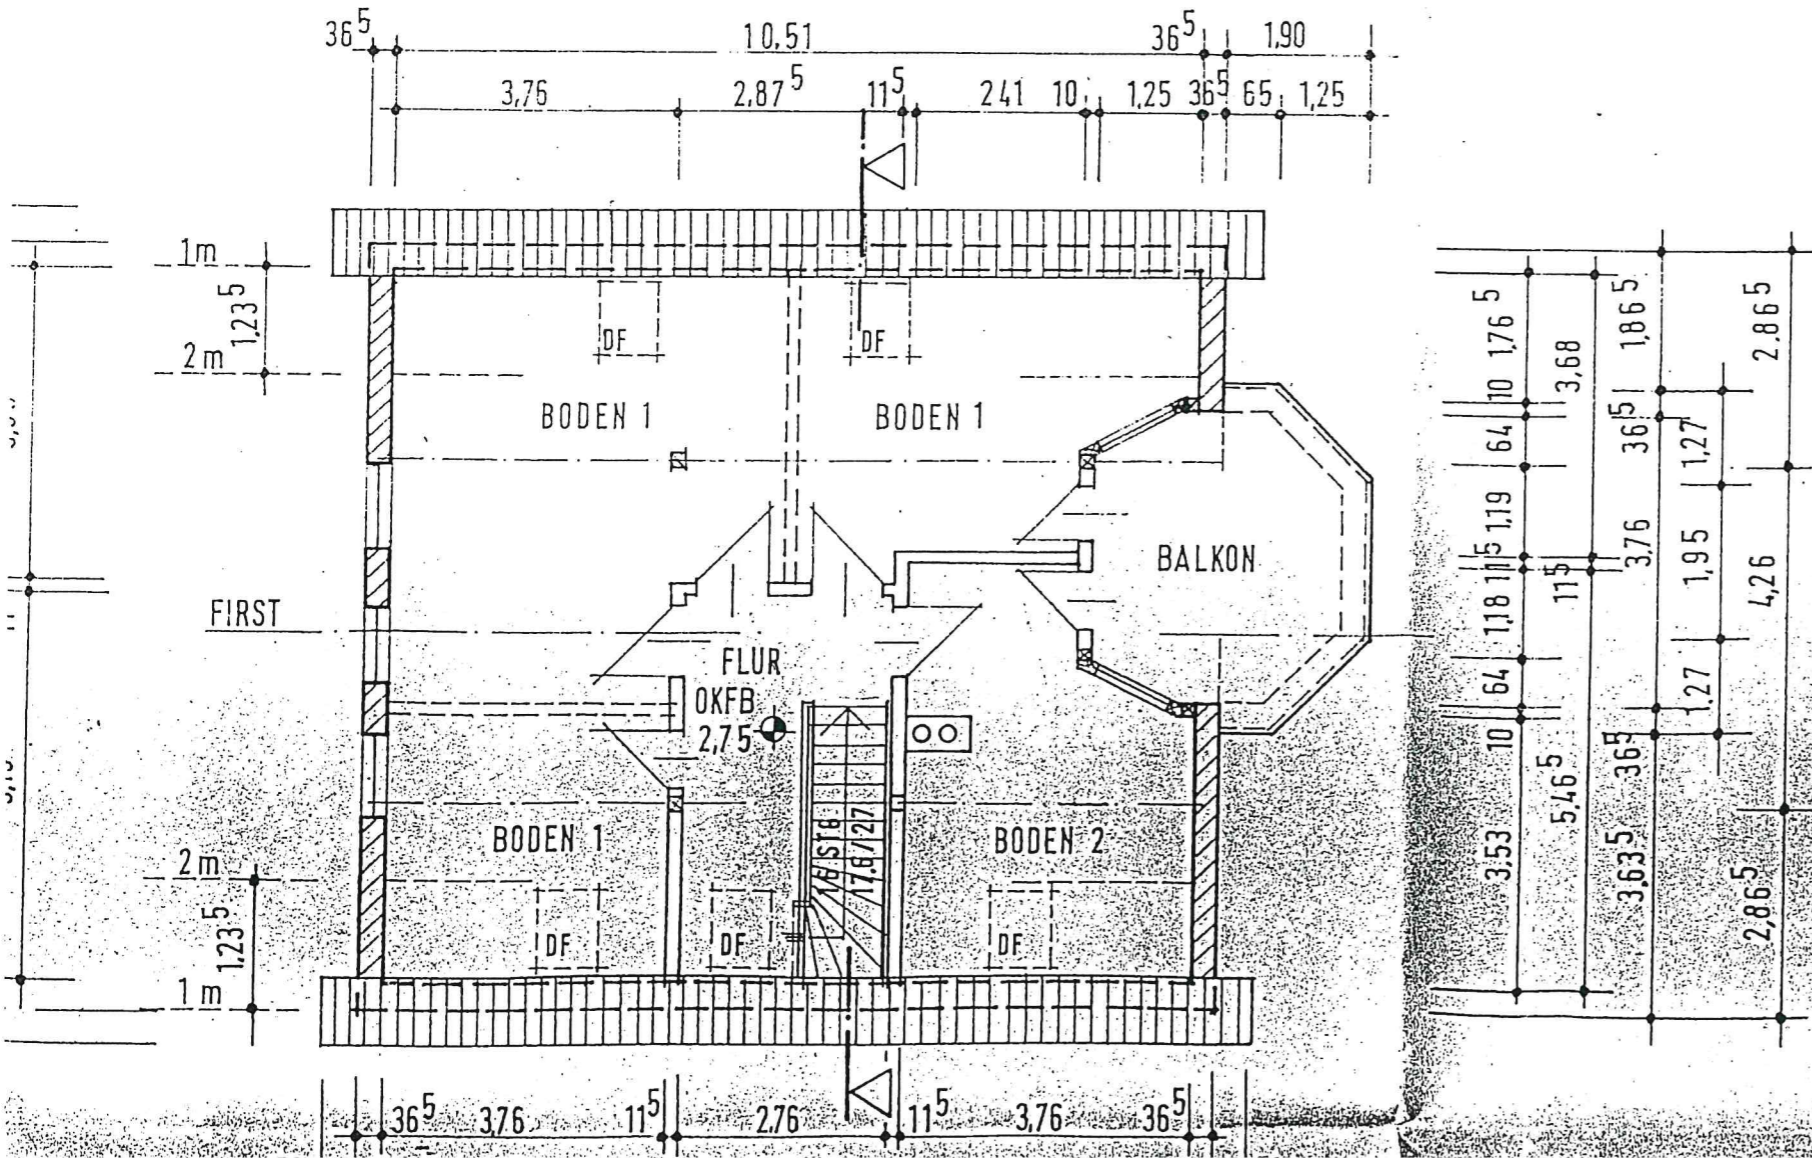 36⁵ 10,51 36⁵ 1,90
3,76 2,87⁵ 11⁵ 241 10 1,25 36⁵ 65 1,25
1m
1,23⁵
2m
DF DF
BODEN 1 BODEN 1
BALKON
FIRST
FLUR
OKFB
2,75
16 STG
17.6/27
BODEN 1 BODEN 2
2m
1,23⁵
DF DF DF
1m
36⁵ 3,76 11⁵ 2,76 11⁵ 3,76 36⁵
1,76⁵ 10 64 1,19 11⁵ 1,18 64 10 3,53
3,68 11⁵ 5,46⁵
1,86⁵ 36⁵ 3,76 36⁵ 3,63⁵
1,27 1,95 1,27
2,86⁵ 4,26 2,86⁵